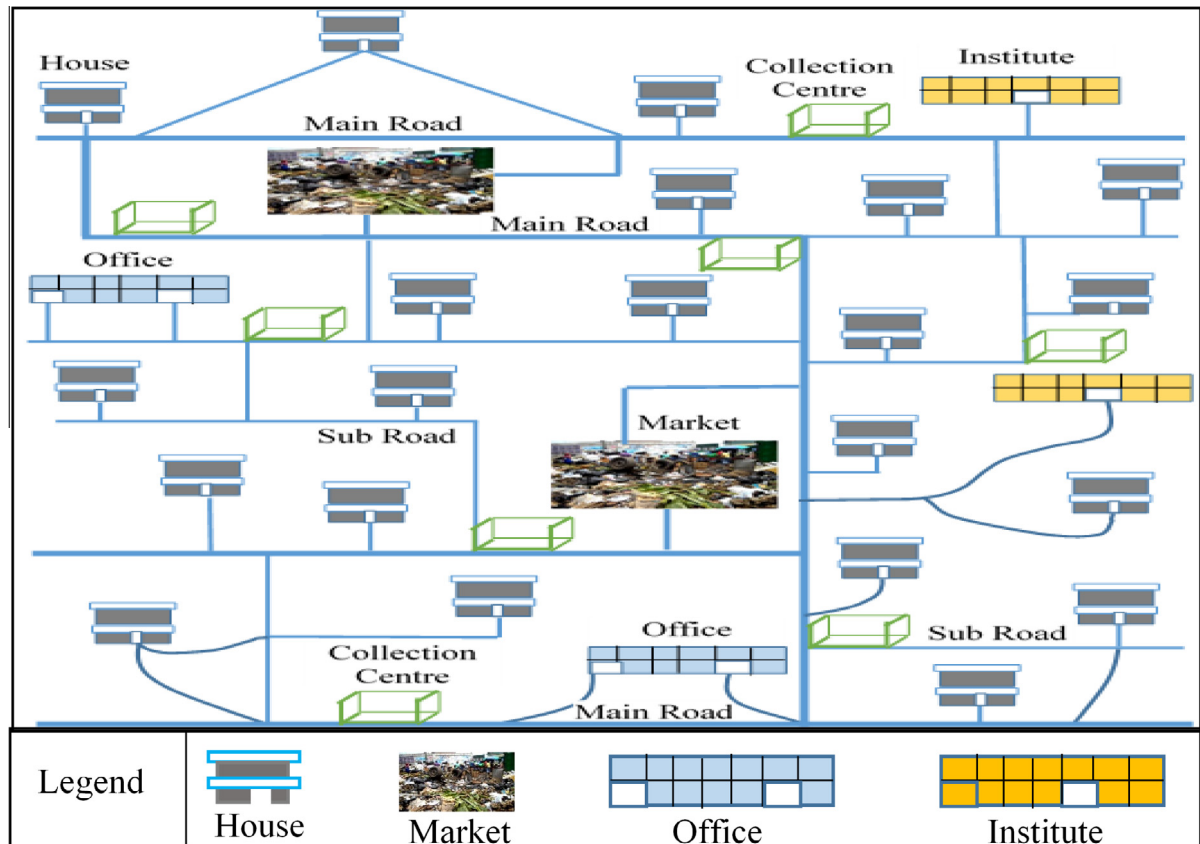 House
Collection
Centre
Institute
Main Road
Main Road
Office
Sub Road
Market
Office
Sub Road
Collection
Centre
Main Road
Legend
House
Market
Office
Institute